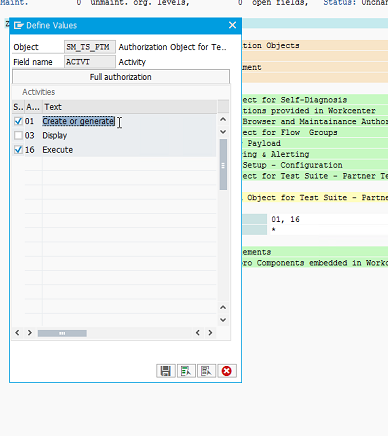 Maint. 0 unmaint. org. levels, 0 open fields, Status: Unchan
Define Values
Object SM_TS_PTM Authorization Object for Te..
Field name ACTVT Activity
Full authorization
Activities
S.. A... Text
01 Create or generate
03 Display
16 Execute
tion Objects
ment
ect for Self-Diagnosis
tions provided in Workcenter
Browser and Maintainence Author
ect for Flow Groups
Payload
ing & Alerting
Setup - Configuration
ect for Test Suite - Partner Te
Object for Test Suite - Partne
01, 16
*
ements
ro Components embedded in Workc